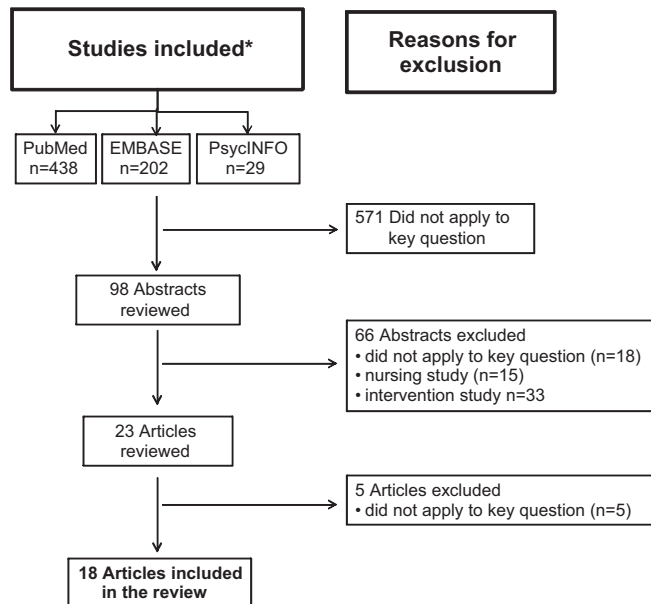 Studies included*
Reasons for
exclusion
PubMed
n=438
EMBASE
n=202
PsycINFO
n=29
571 Did not apply to
key question
98 Abstracts
reviewed
66 Abstracts excluded
• did not apply to key question (n=18)
• nursing study (n=15)
• intervention study n=33
23 Articles
reviewed
5 Articles excluded
• did not apply to key question (n=5)
18 Articles included
in the review